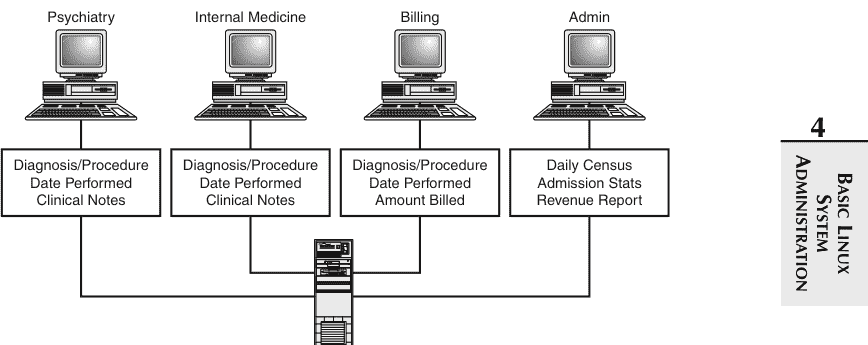 Psychiatry
Internal Medicine
Billing
Admin
Diagnosis/Procedure
Date Performed
Clinical Notes
Diagnosis/Procedure
Date Performed
Clinical Notes
Diagnosis/Procedure
Date Performed
Amount Billed
Daily Census
Admission Stats
Revenue Report
4
BASIC LINUX
SYSTEM
ADMINISTRATION